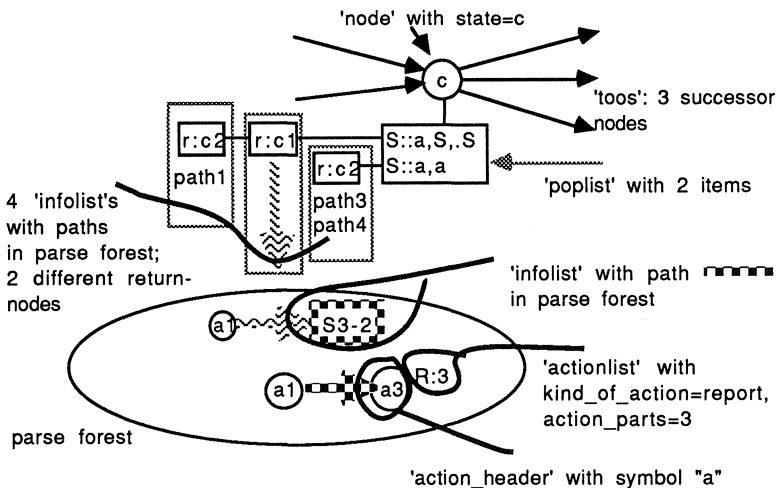 'node' with state=c
c
'toos': 3 successor
nodes
r:c2
r:c1
S::a,S,.S
S::a,a
path1
r:c2
path3
path4
'poplist' with 2 items
4 'infolist's
with paths
in parse forest;
2 different return-
nodes
'infolist' with path
in parse forest
a1
S3-2
a1
a3
R:3
'actionlist' with
kind_of_action=report,
action_parts=3
parse forest
'action_header' with symbol "a"